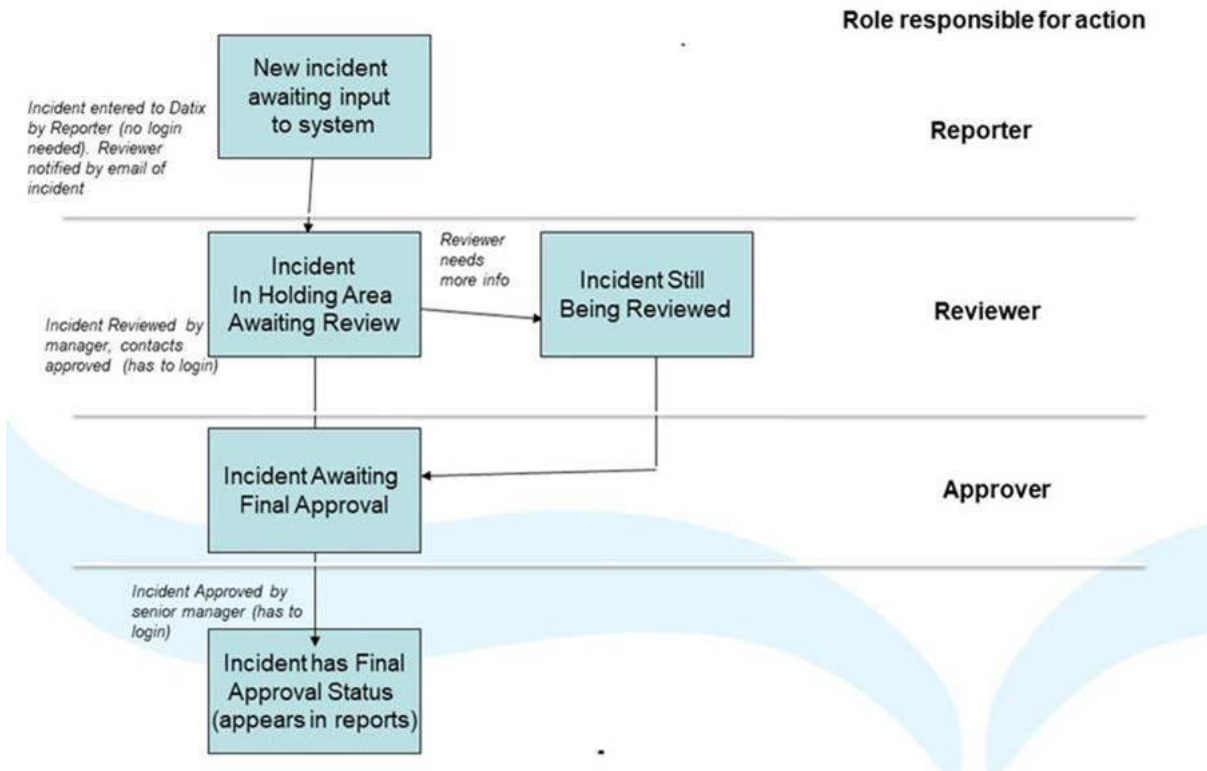 Role responsible for action
New incident
awaiting input
to system
Incident entered to Datix
by Reporter (no login
needed). Reviewer
notified by email of
incident
Reporter
Incident
In Holding Area
Awaiting Review
Reviewer
needs
more info
Incident Still
Being Reviewed
Reviewer
Incident Reviewed by
manager, contacts
approved (has to login)
Incident Awaiting
Final Approval
Approver
Incident Approved by
senior manager (has to
login)
Incident has Final
Approval Status
(appears in reports)